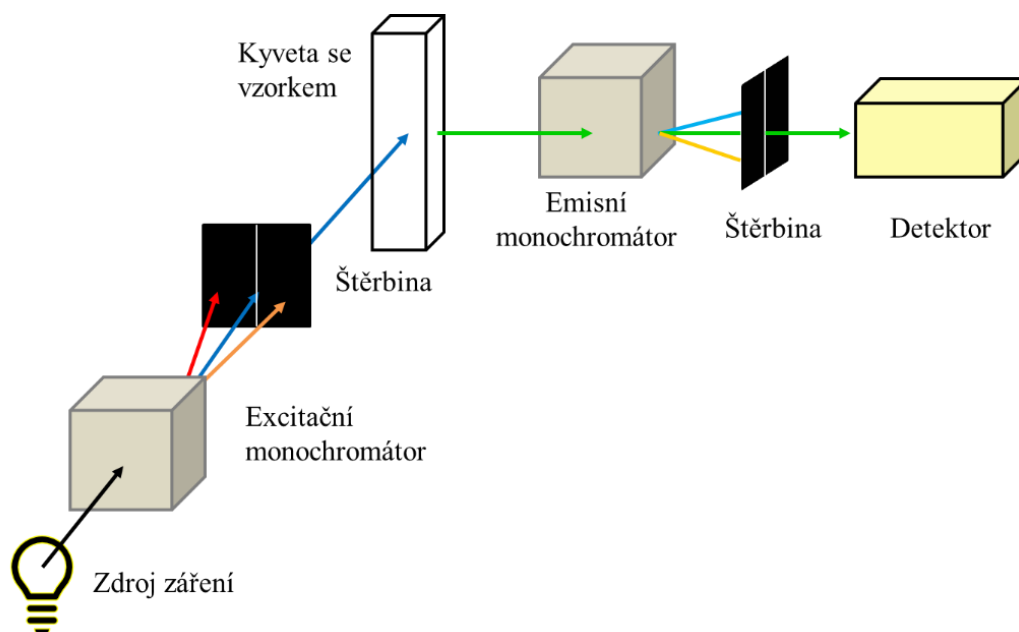 Kyveta se
vzorkem
Emisní
monochromátor
Štěrbina
Detektor
Štěrbina
Excitační
monochromátor
Zdroj záření